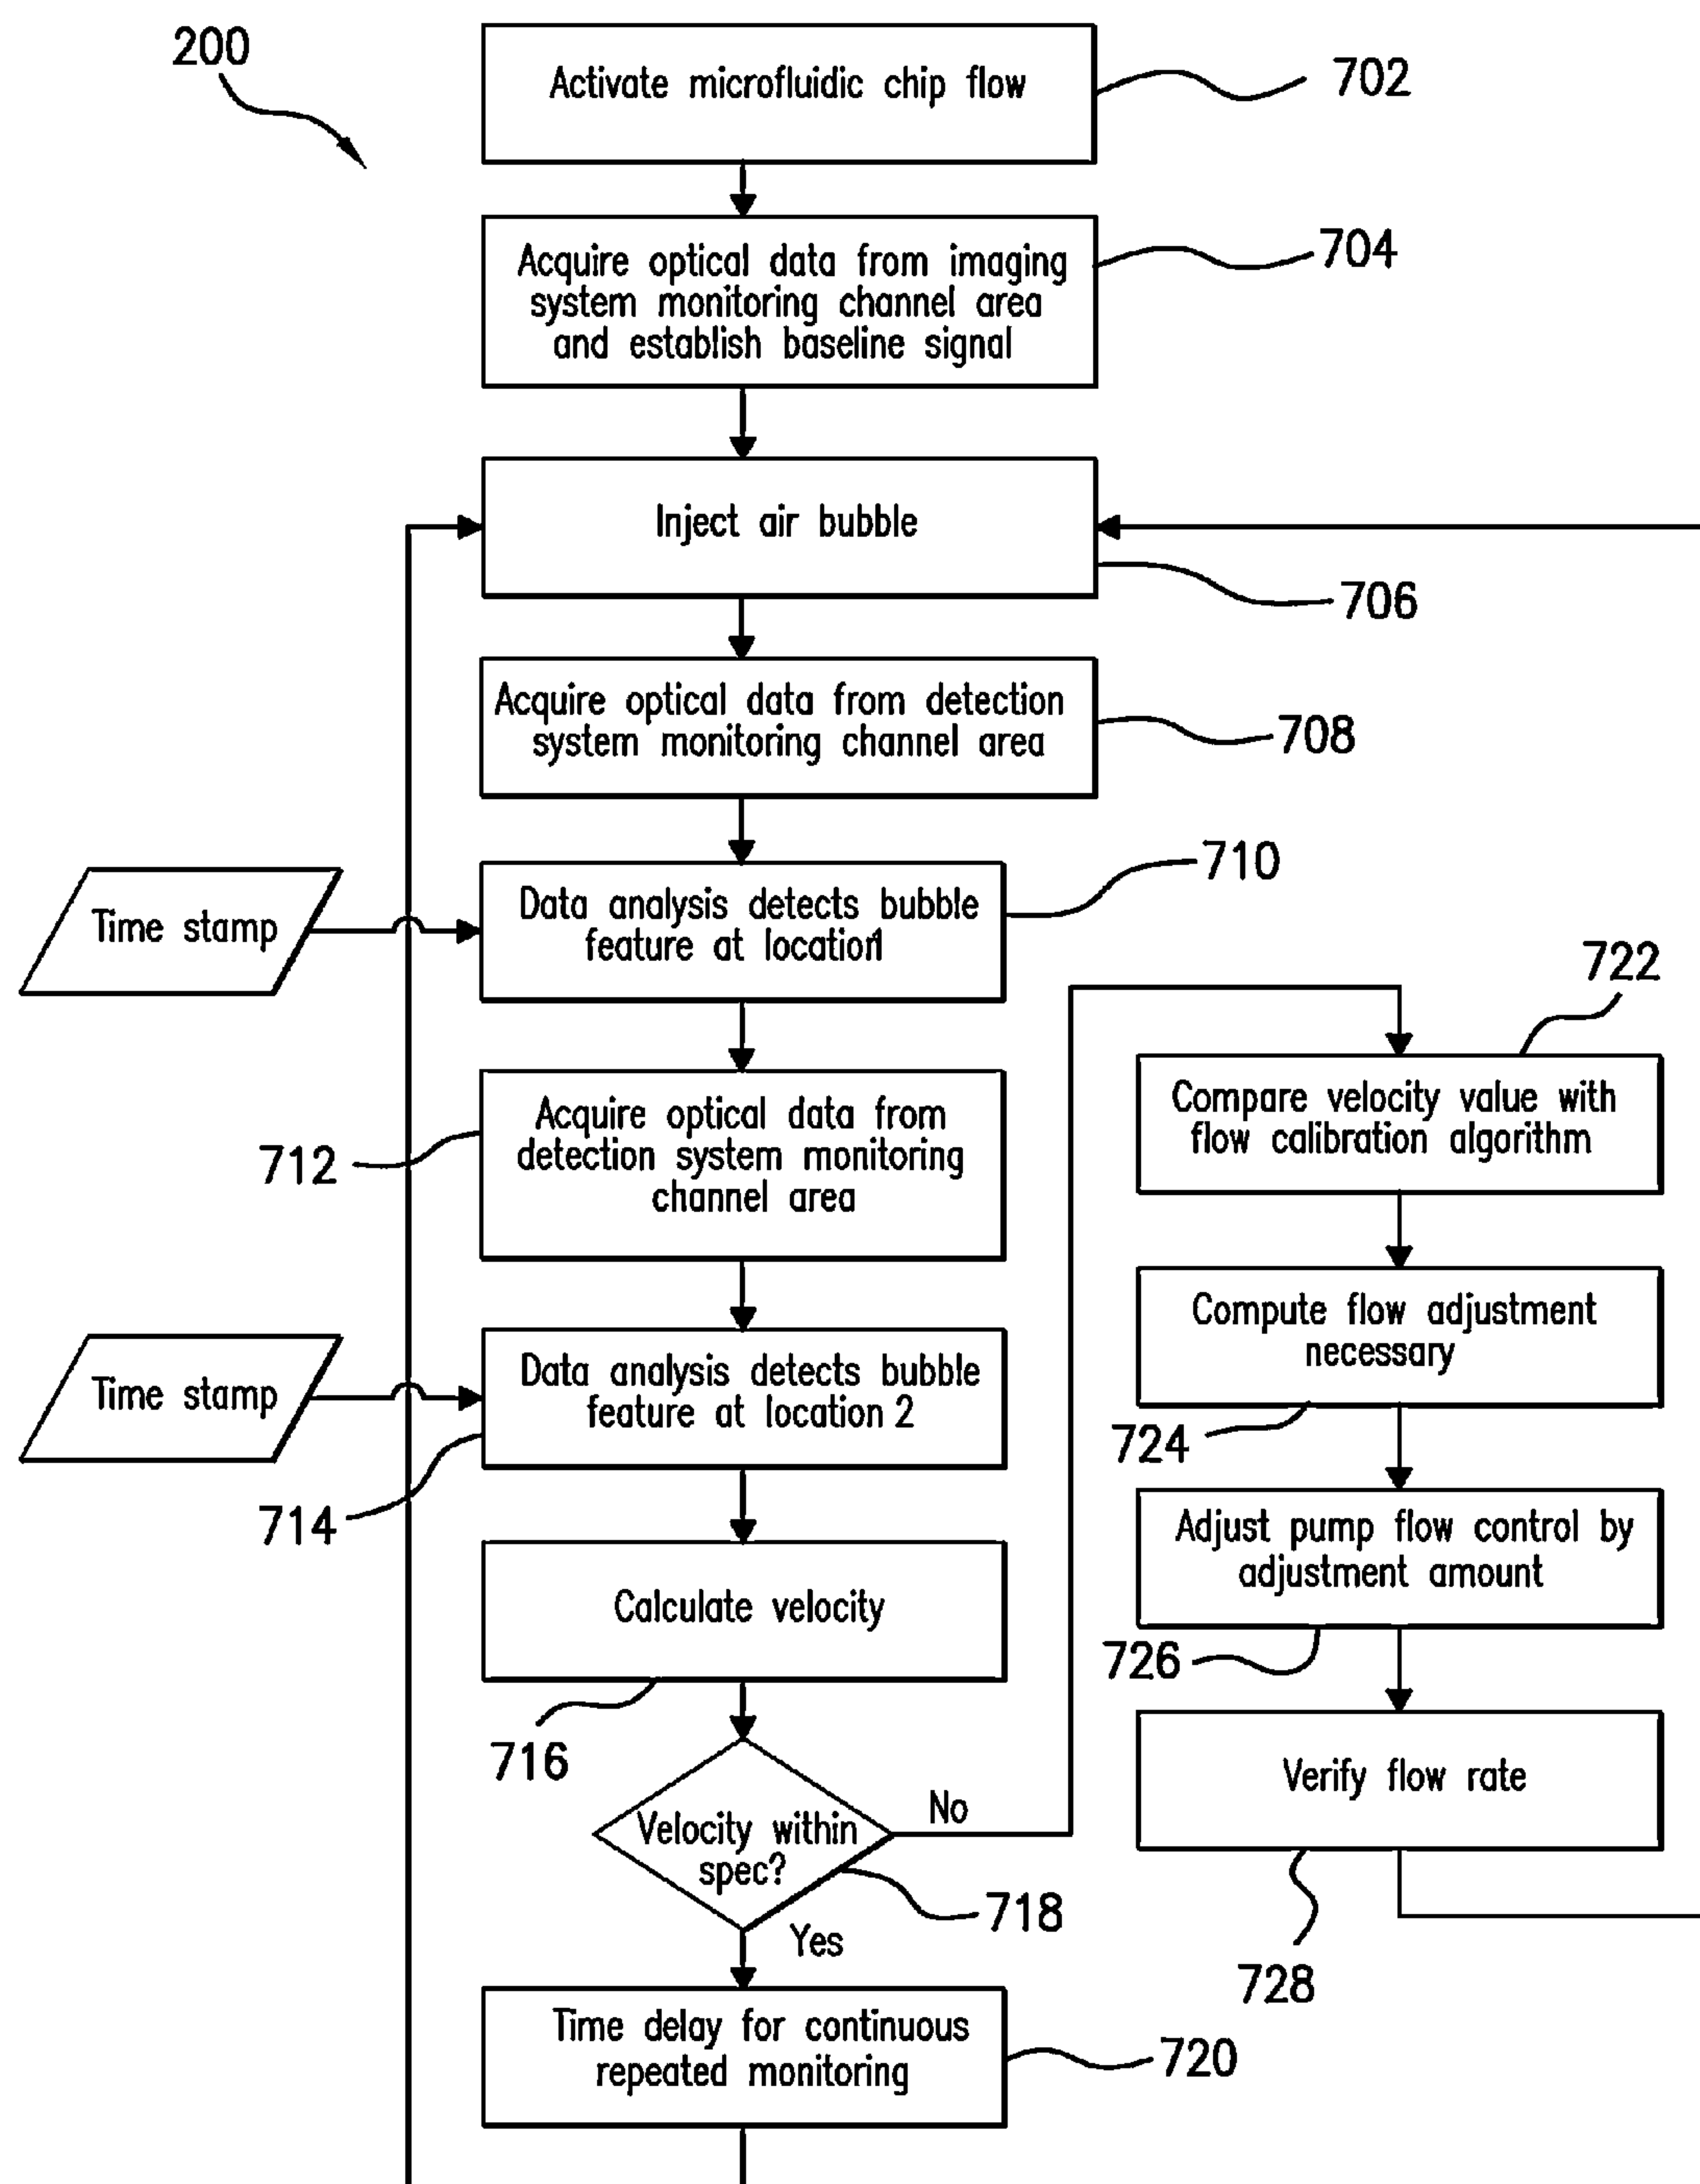 200
Activate microfluidic chip flow
702
Acquire optical data from imaging
system monitoring channel area
and establish baseline signal
704
Inject air bubble
706
Acquire optical data from detection
system monitoring channel area
708
Time stamp
Data analysis detects bubble
feature at location1
710
Acquire optical data from
detection system monitoring
channel area
712
Time stamp
Data analysis detects bubble
feature at location 2
714
Calculate velocity
716
Velocity within
spec?
718
No
Yes
Time delay for continuous
repeated monitoring
720
722
Compare velocity value with
flow calibration algorithm
Compute flow adjustment
necessary
724
Adjust pump flow control by
adjustment amount
726
Verify flow rate
728